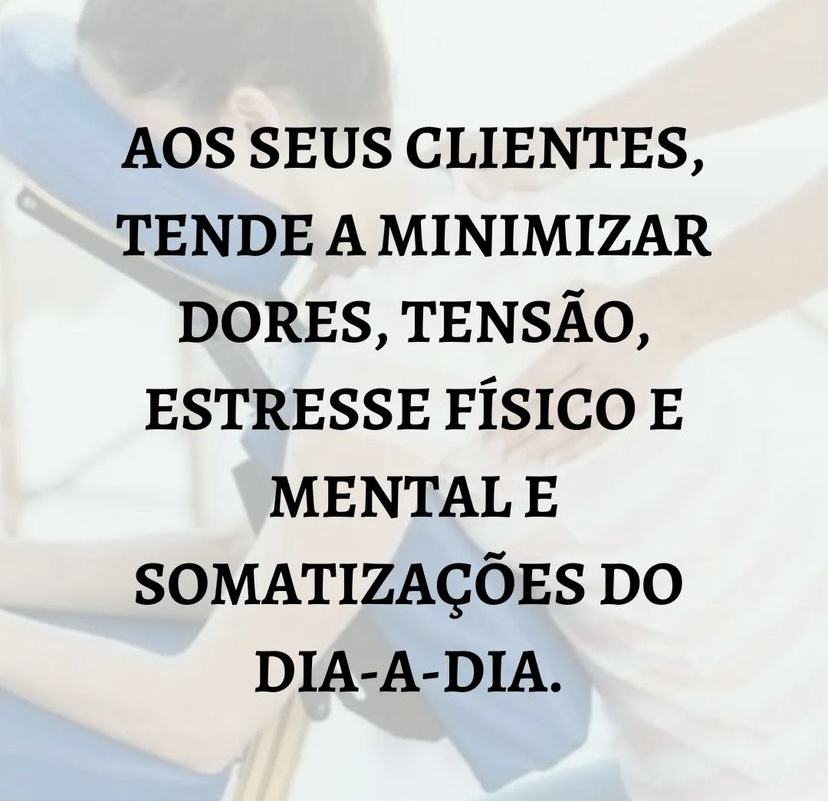 AOS SEUS CLIENTES,
TENDE A MINIMIZAR
DORES, TENSÃO,
ESTRESSE FÍSICO E
MENTAL E
SOMATIZAÇÕES DO
DIA-A-DIA.